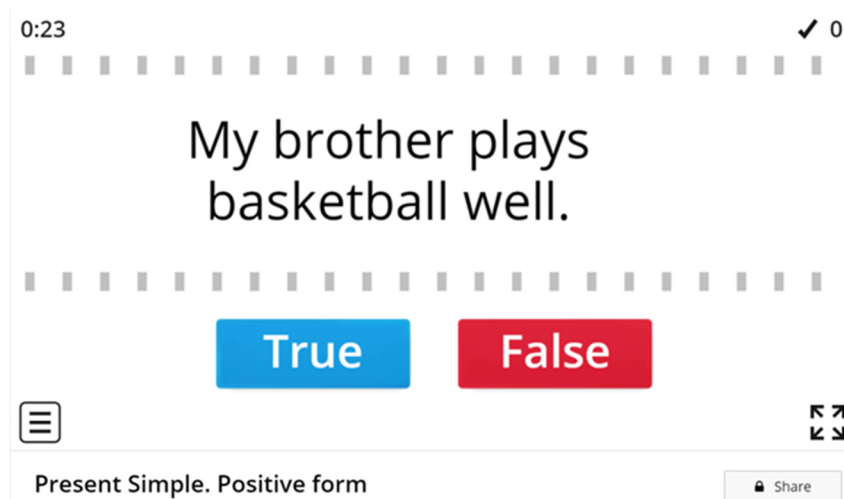 0:23
0
My brother plays
basketball well.
True
False
Present Simple. Positive form
Share